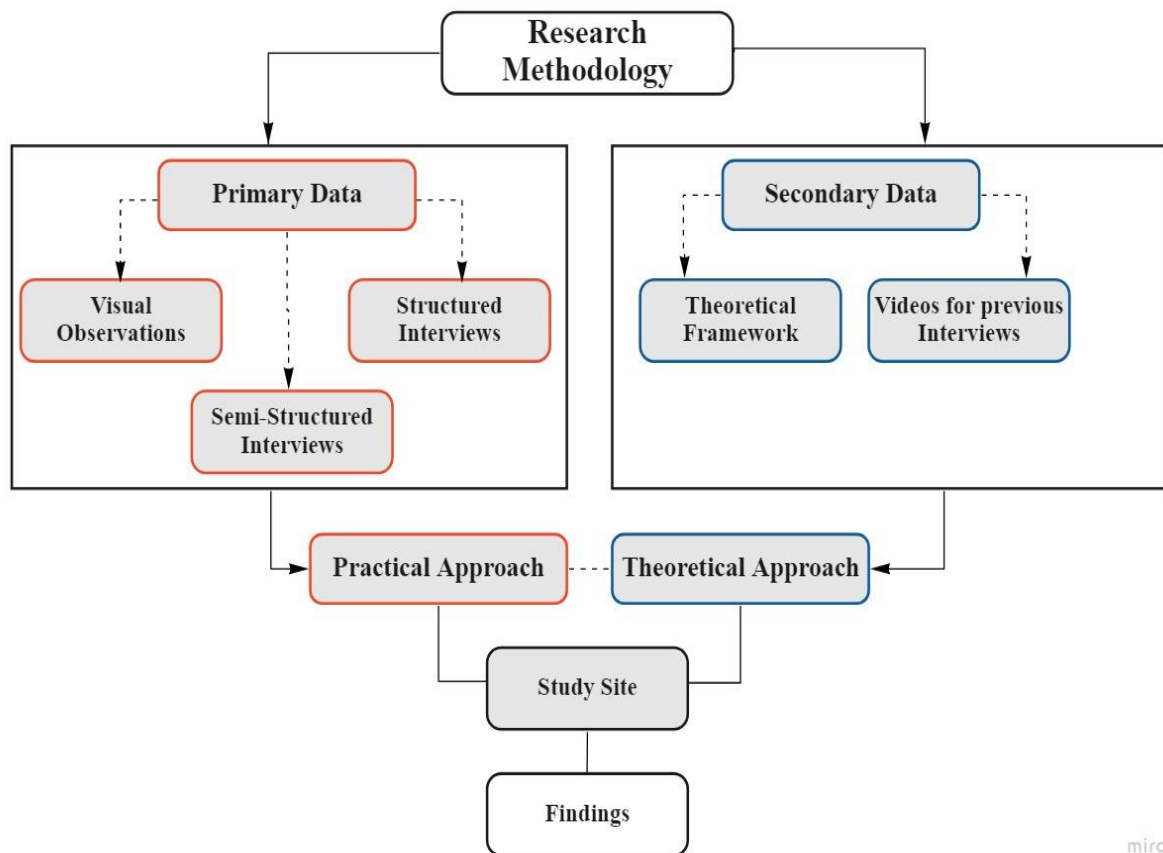 Research
Methodology
Primary Data
Secondary Data
Visual
Observations
Structured
Interviews
Theoretical
Framework
Videos for previous
Interviews
Semi-Structured
Interviews
Practical Approach
Theoretical Approach
Study Site
Findings